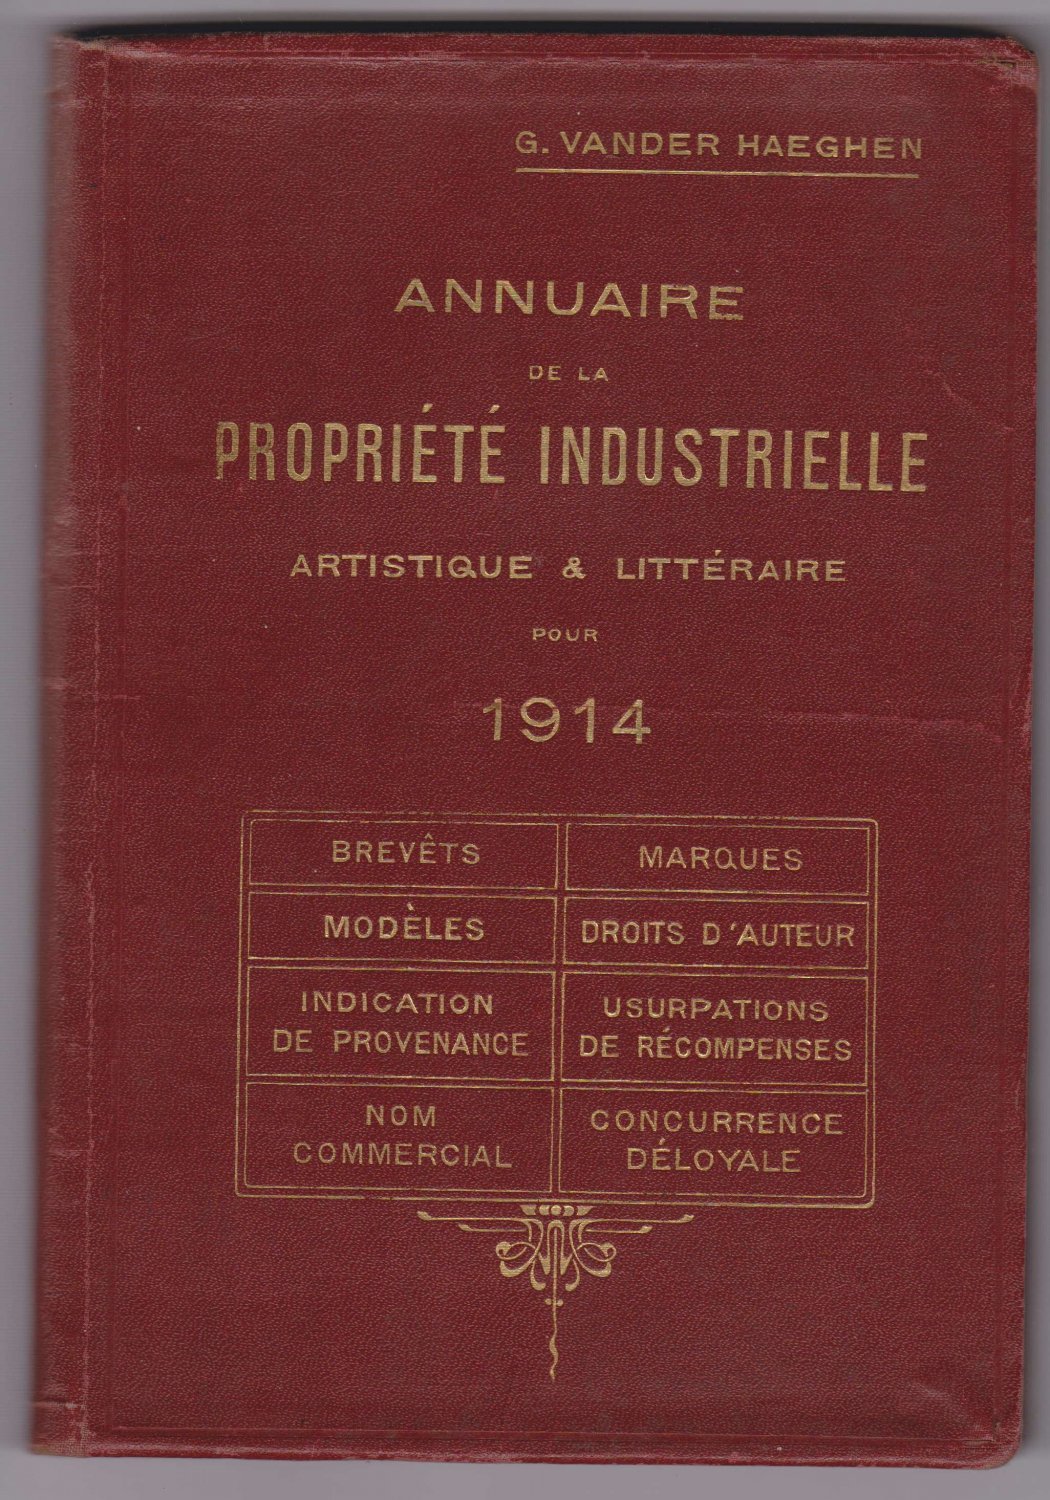 G. VANDER HAEGHEN
ANNUAIRE
DE LA
PROPRIÉTÉ INDUSTRIELLE
ARTISTIQUE & LITTÉRAIRE
POUR
1914
BREVÊTS
MARQUES
MODÈLES
DROITS D'AUTEUR
INDICATION
DE PROVENANCE
USURPATIONS
DE RÉCOMPENSES
NOM
COMMERCIAL
CONCURRENCE
DÉLOYALE